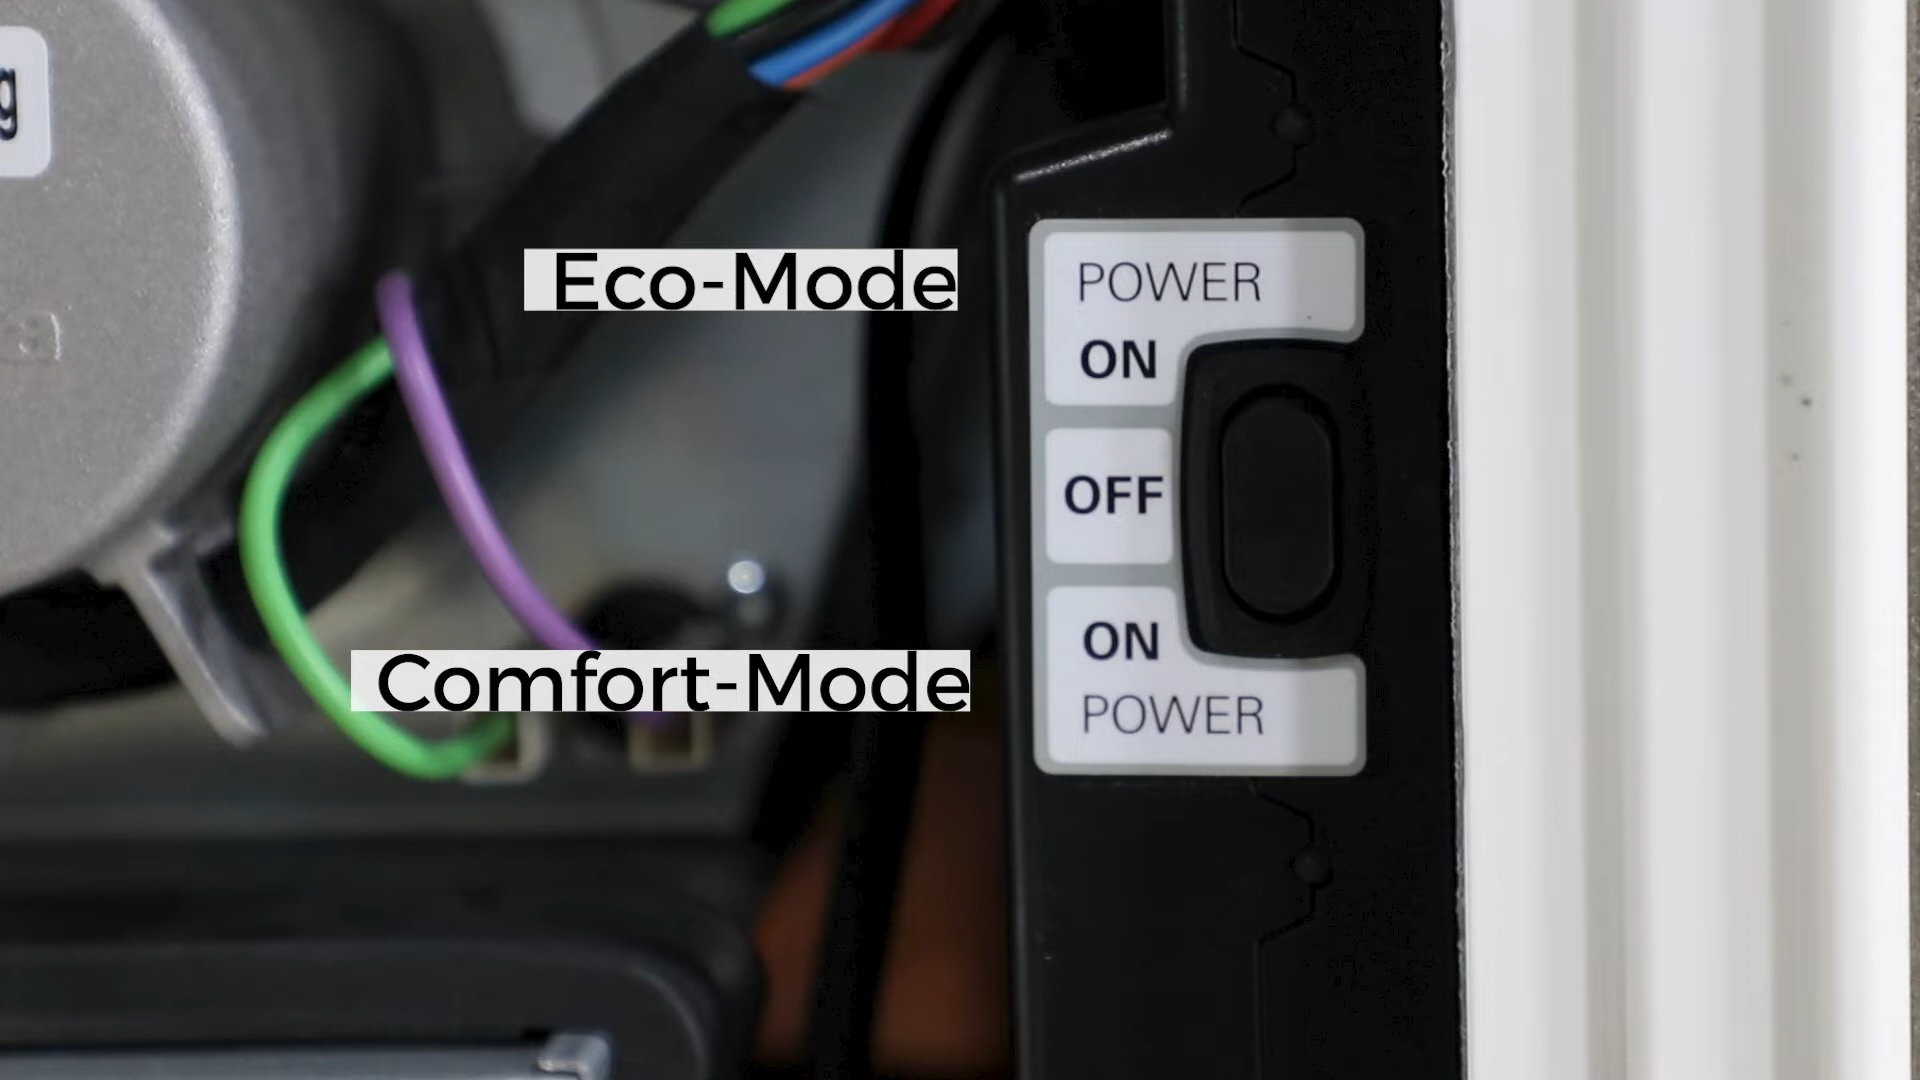 g
Eco-Mode
POWER
ON
OFF
Comfort-Mode
ON
POWER